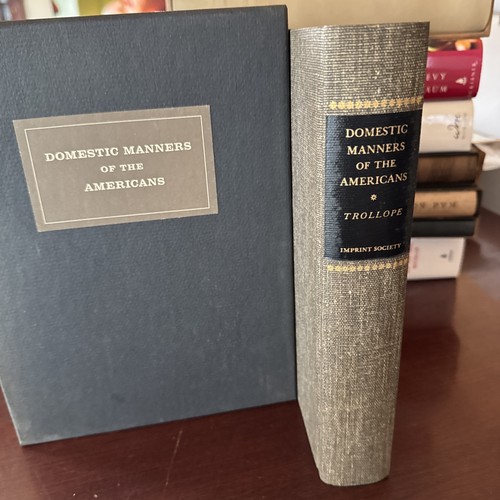 DOMESTIC MANNERS
OF THE
AMERICANS
DOMESTIC
MANNERS
OF THE
AMERICANS
TROLLOPE
IMPRINT SOCIETY